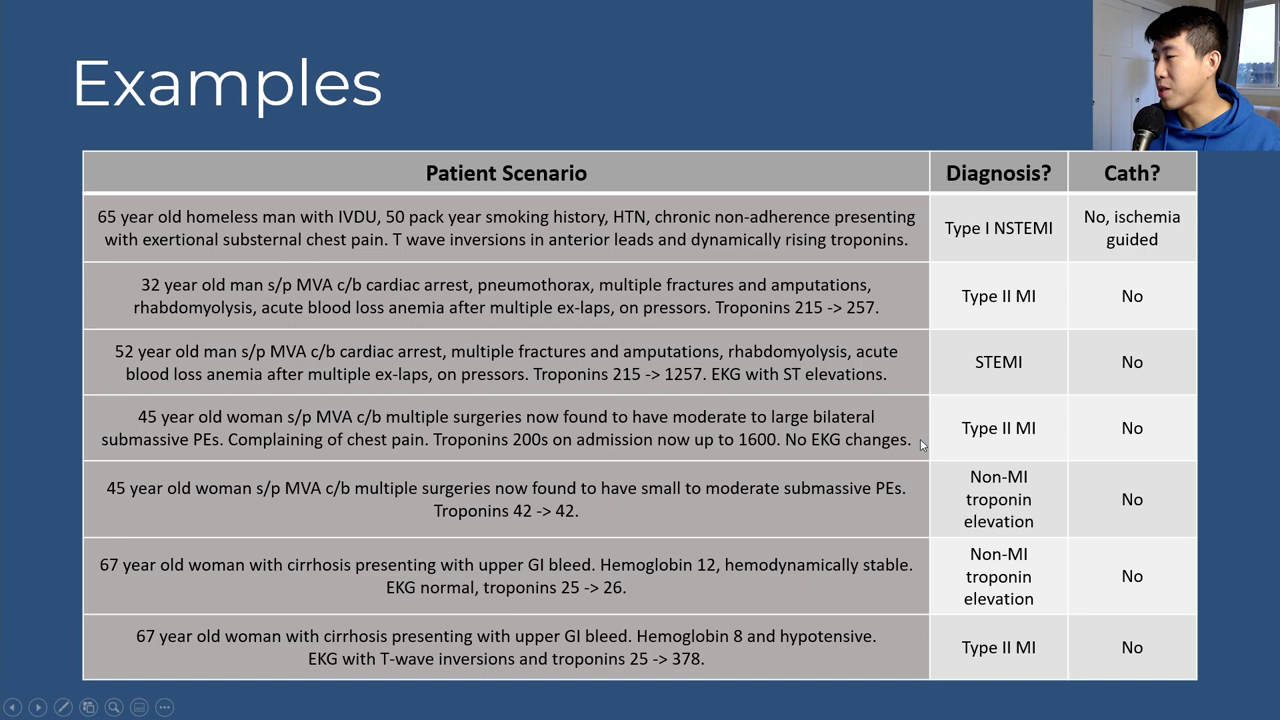 Examples
Patient Scenario
Diagnosis?
Cath?
65 year old homeless man with IVDU, 50 pack year smoking history, HTN, chronic non-adherence presenting
with exertional substernal chest pain. T wave inversions in anterior leads and dynamically rising troponins.
Type I NSTEMI
No, ischemia
guided
32 year old man s/p MVA c/b cardiac arrest, pneumothorax, multiple fractures and amputations,
rhabdomyolysis, acute blood loss anemia after multiple ex-laps, on pressors. Troponins 215 -> 257.
Type II MI
No
52 year old man s/p MVA c/b cardiac arrest, multiple fractures and amputations, rhabdomyolysis, acute
blood loss anemia after multiple ex-laps, on pressors. Troponins 215 -> 1257. EKG with ST elevations.
STEMI
No
45 year old woman s/p MVA c/b multiple surgeries now found to have moderate to large bilateral
submassive PEs. Complaining of chest pain. Troponins 200s on admission now up to 1600. No EKG changes.
Type II MI
No
45 year old woman s/p MVA c/b multiple surgeries now found to have small to moderate submassive PEs.
Troponins 42 -> 42.
Non-MI
troponin
elevation
No
67 year old woman with cirrhosis presenting with upper GI bleed. Hemoglobin 12, hemodynamically stable.
EKG normal, troponins 25 -> 26.
Non-MI
troponin
elevation
No
67 year old woman with cirrhosis presenting with upper GI bleed. Hemoglobin 8 and hypotensive.
EKG with T-wave inversions and troponins 25 -> 378.
Type II MI
No